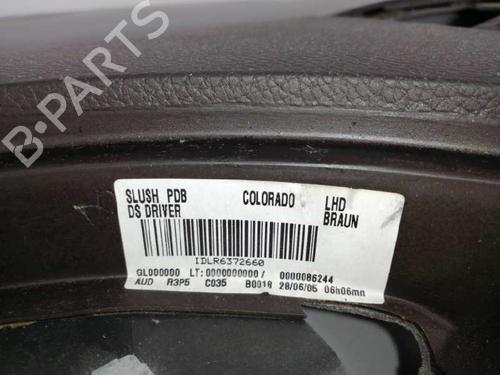 SLUSH PDB COLORADO LHD
DS DRIVER BRAUN
IDLR6372660
GL000000 LT:0000000000/ 0000086244
AUD R3P5 C035 B0018 28/06/05 06h06mn
B-PARTS